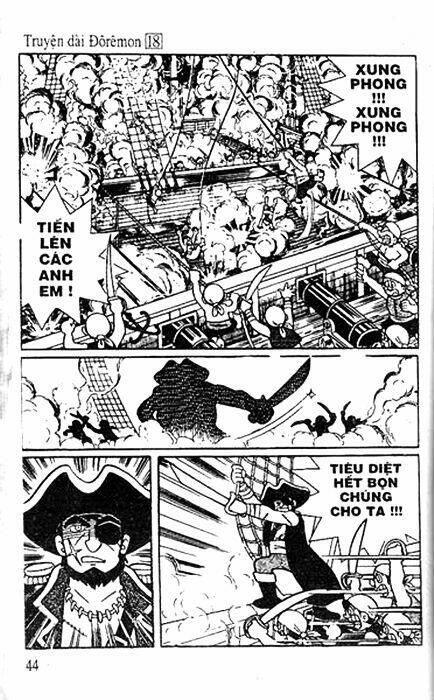 Truyện dài Đôrêmon 18
XUNG
PHONG
!!!
XUNG
PHONG
!!!
TIẾN
LÊN
CÁC
ANH
EM !
TIÊU DIỆT
HẾT BỌN
CHÚNG
CHO TA !!!
44